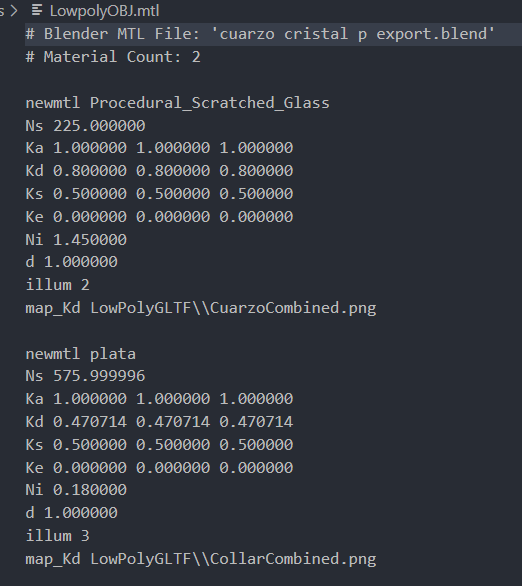 s > LowpolyOBJ.mtl
# Blender MTL File: 'cuarzo cristal p export.blend'
# Material Count: 2
newmtl Procedural_Scratched_Glass
Ns 225.000000
Ka 1.000000 1.000000 1.000000
Kd 0.800000 0.800000 0.800000
Ks 0.500000 0.500000 0.500000
Ke 0.000000 0.000000 0.000000
Ni 1.450000
d 1.000000
illum 2
map_Kd LowPolyGLTF\\CuarzoCombined.png
newmtl plata
Ns 575.999996
Ka 1.000000 1.000000 1.000000
Kd 0.470714 0.470714 0.470714
Ks 0.500000 0.500000 0.500000
Ke 0.000000 0.000000 0.000000
Ni 0.180000
d 1.000000
illum 3
map_Kd LowPolyGLTF\\CollarCombined.png